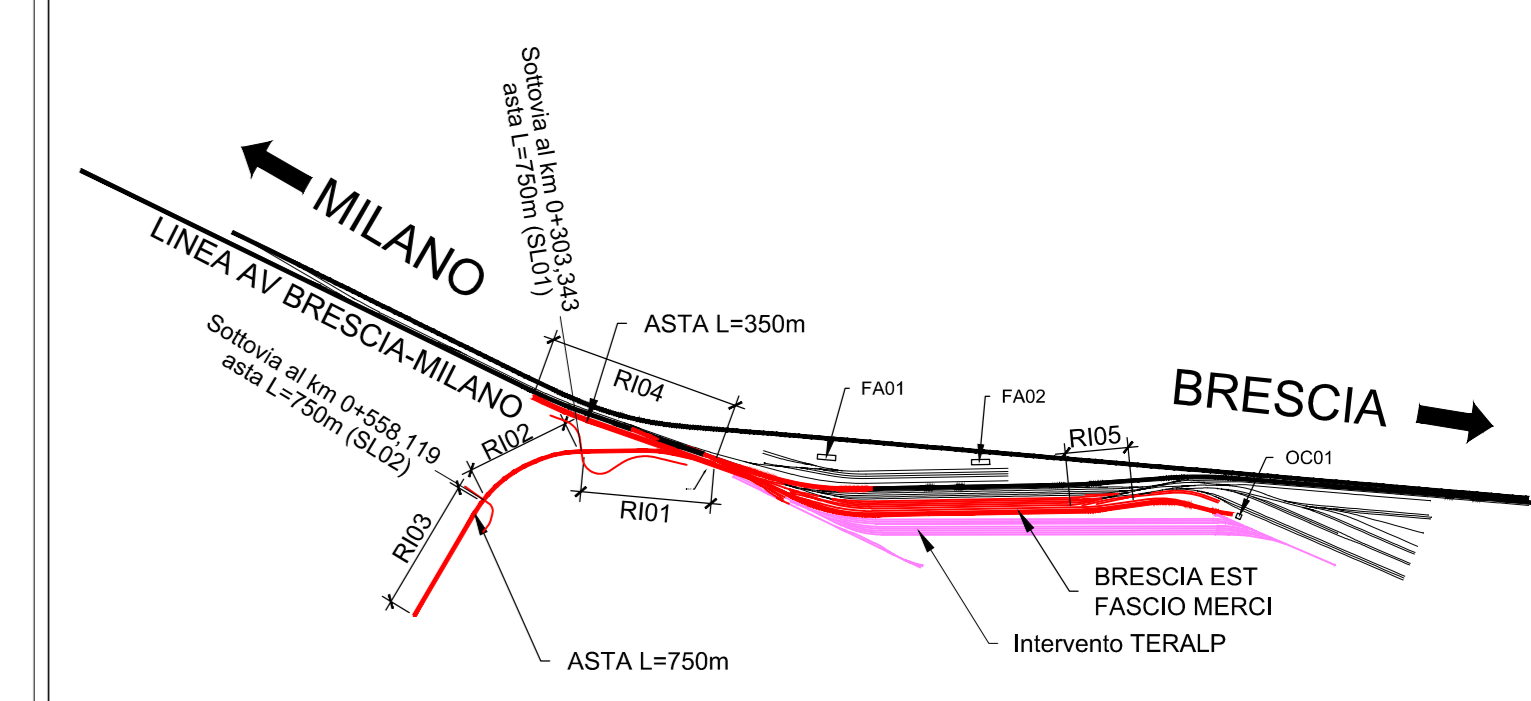 Sottovia al km 0+303,343
asta L=750m (SL01)
MILANO
LINEA AV BRESCIA-MILANO
Sottovia al km 0+558,119
asta L=750m (SL02)
ASTA L=350m
RI04
FA01
FA02
BRESCIA
RI02
RI05
OC01
RI01
RI03
BRESCIA EST
FASCIO MERCI
Intervento TERALP
ASTA L=750m